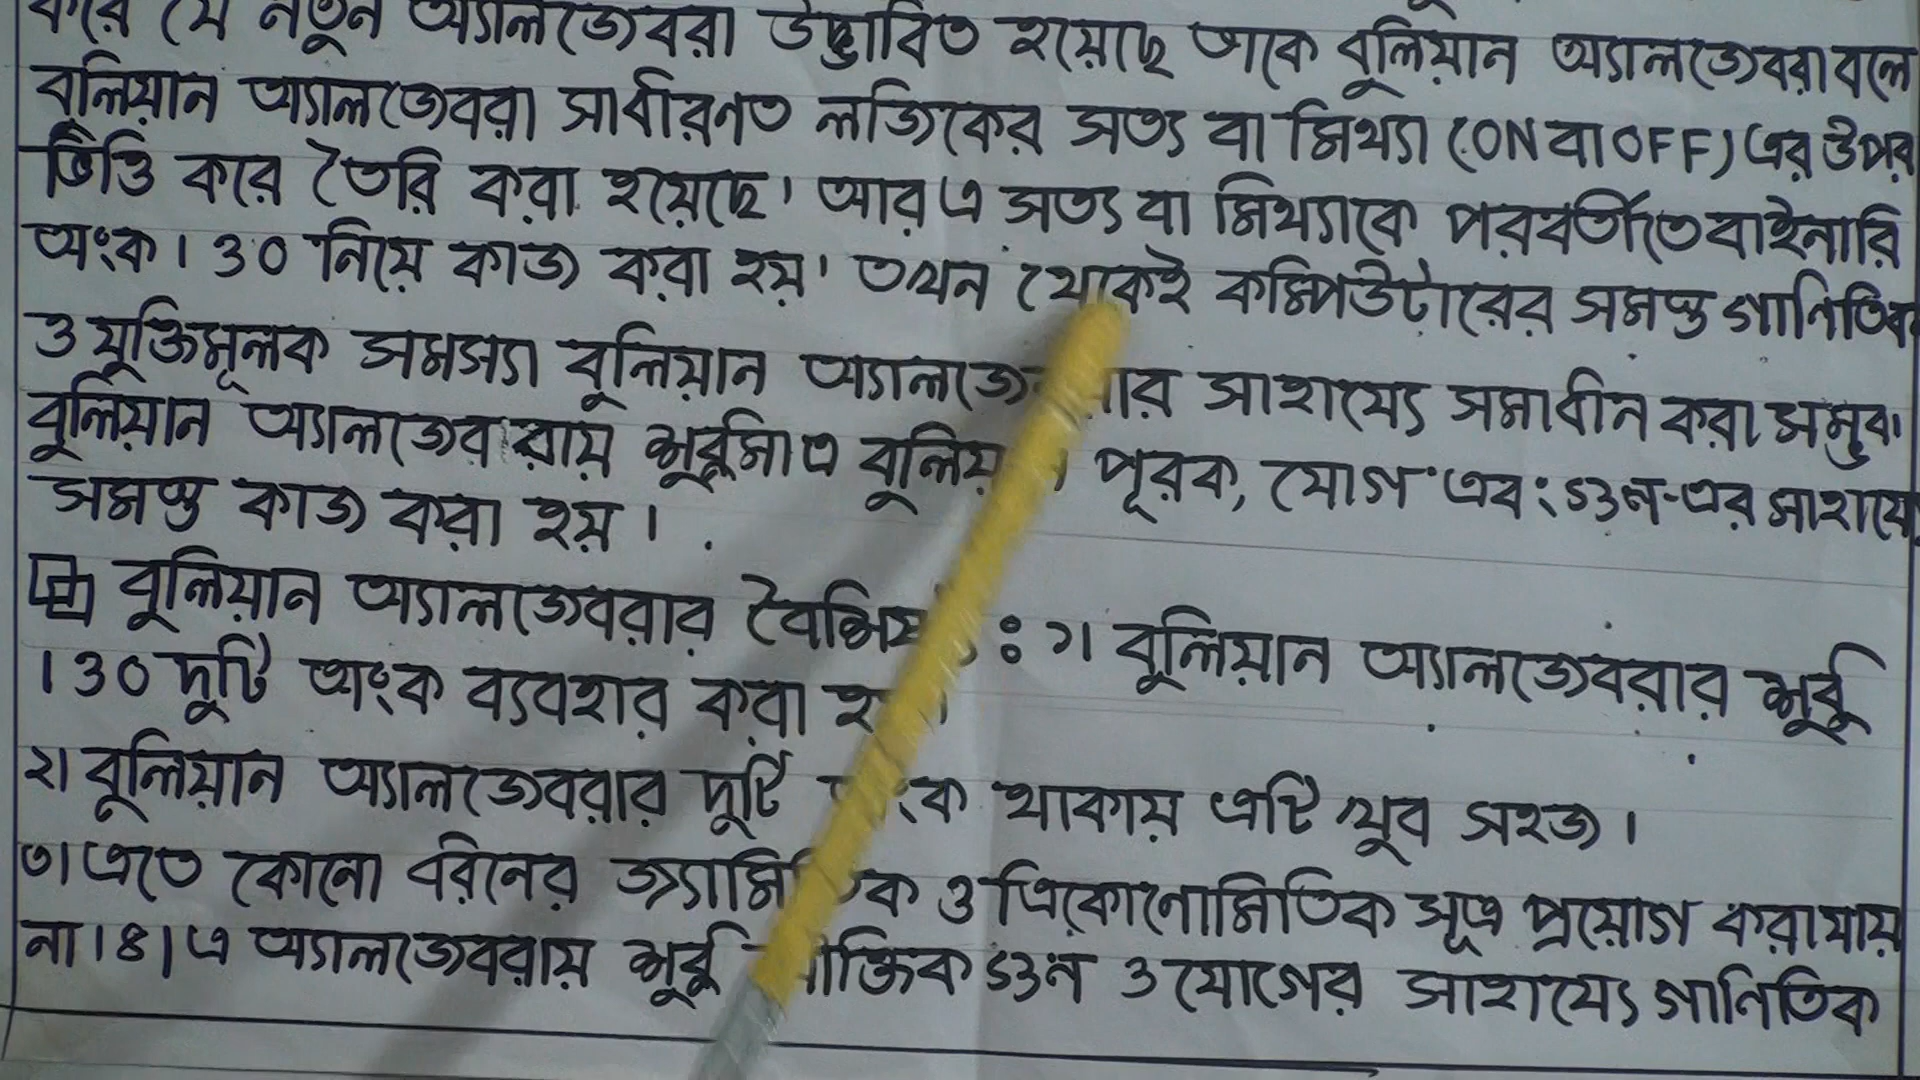 করে যে নতুন অ্যালজেবরা উদ্ভাবিত হয়েছে তাকে বুলিয়ান অ্যালজেবরা বলে
বুলিয়ান অ্যালজেবরা সাধারণত লজিকের সত্য বা মিথ্যা (ON বা OFF) এর উপর
ভিত্তি করে তৈরি করা হয়েছে। আর এ সত্য বা মিথ্যাকে পরবর্তীতে বাইনারি
অংক 1 ও 0 নিয়ে কাজ করা হয়। তখন থেকেই কম্পিউটারের সমস্ত গানিতিক
ও যুক্তিমূলক সমস্যা বুলিয়ান সাহায্যে সমাধান করা সম্ভব।
বুলিয়ান অ্যালজেবরায় শুধুমাত্র পূরক, যোগ এবং গুন-এর সাহায্যে
সমস্ত কাজ করা হয়।
বুলিয়ান অ্যালজেবরার : ১। বুলিয়ান অ্যালজেবরার শুধু
1 ও 0 দুটি অংক ব্যবহার করা
২। বুলিয়ান অ্যালজেবরার দুটি থাকায় এটি খুব সহজ।
৩। এতে কোনো ধরনের ও ত্রিকোণোমিতিক সূত্র প্রয়োগ করা যায়
না। ৪। এ অ্যালজেবরায় শুধু গুন ও যোগের সাহায্যে গানিতিক